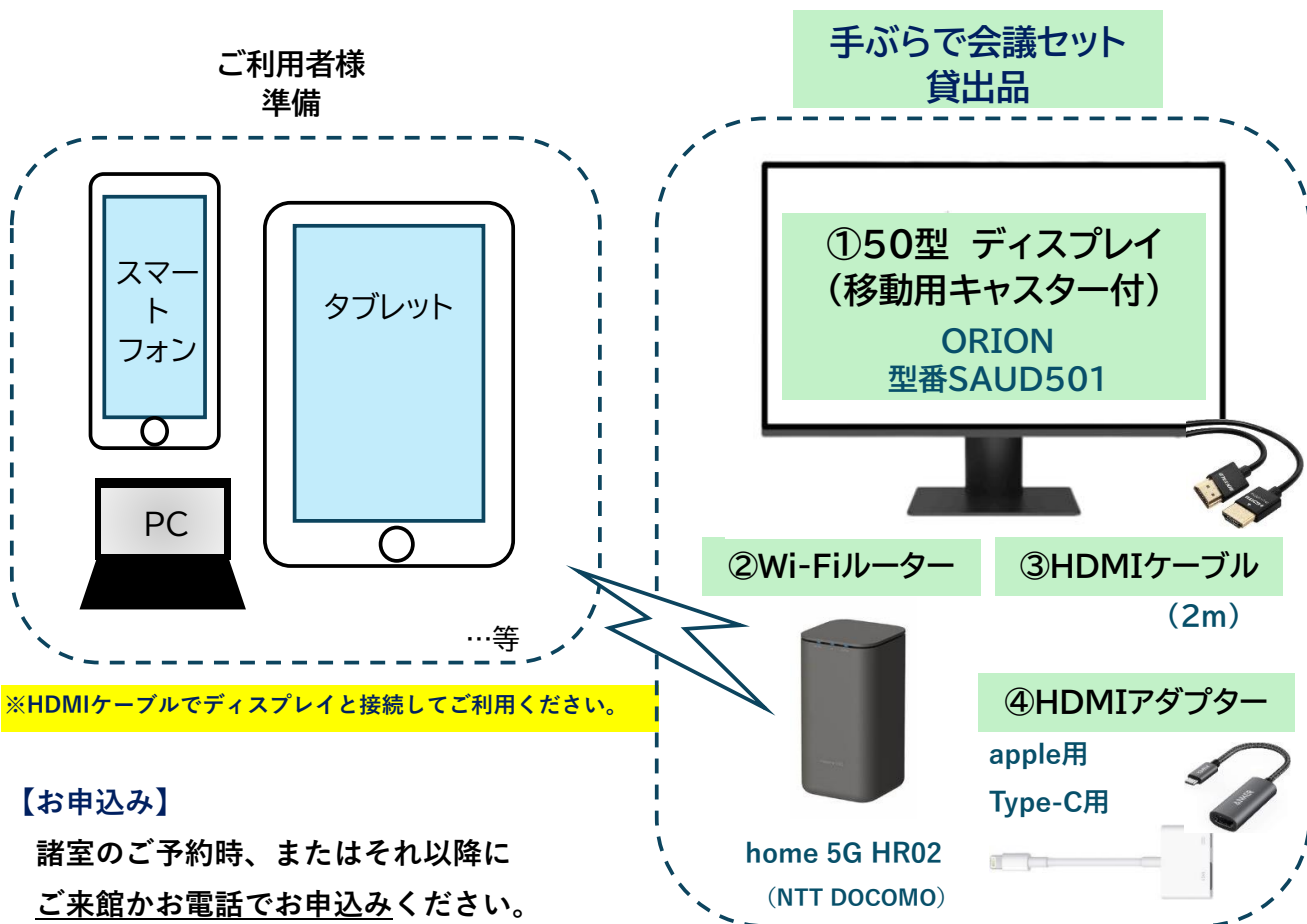 ご利用者様
準備
スマー
ト
フォン
タブレット
PC
…等
※HDMIケーブルでディスプレイと接続してご利用ください。
【お申込み】
諸室のご予約時、またはそれ以降に
ご来館かお電話でお申込みください。
手ぶらで会議セット
貸出品
①50型 ディスプレイ
（移動用キャスター付）
ORION
型番SAUD501
②Wi-Fiルーター
③HDMIケーブル
（2m）
④HDMIアダプター
apple用
Type-C用
ANKER
home 5G HR02
（NTT DOCOMO）